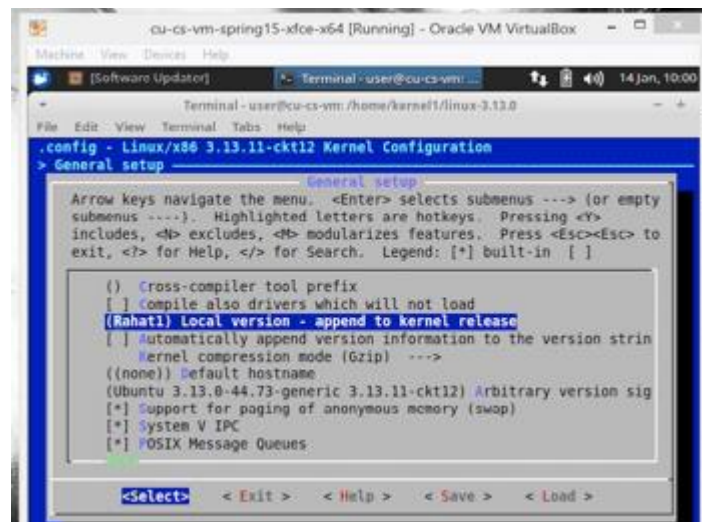 cu-cs-vm-spring15-xfce-x64 [Running] - Oracle VM VirtualBox
Machine View Devices Help
[Software Updater] Terminal - user@cu-cs-vm: ... 14 Jan, 10:00
Terminal - user@cu-cs-vm: /home/kernel1/linux-3.13.0
File Edit View Terminal Tabs Help
.config - Linux/x86 3.13.11-ckt12 Kernel Configuration
> General setup
General setup
Arrow keys navigate the menu. <Enter> selects submenus ---> (or empty
submenus ----). Highlighted letters are hotkeys. Pressing <Y>
includes, <N> excludes, <M> modularizes features. Press <Esc><Esc> to
exit, <?> for Help, </> for Search. Legend: [*] built-in [ ]
() Cross-compiler tool prefix
[ ] Compile also drivers which will not load
(Rahat1) Local version - append to kernel release
[ ] Automatically append version information to the version strin
Kernel compression mode (Gzip) --->
((none)) Default hostname
(Ubuntu 3.13.0-44.73-generic 3.13.11-ckt12) Arbitrary version sig
[*] Support for paging of anonymous memory (swap)
[*] System V IPC
[*] POSIX Message Queues
<Select> < Exit > < Help > < Save > < Load >